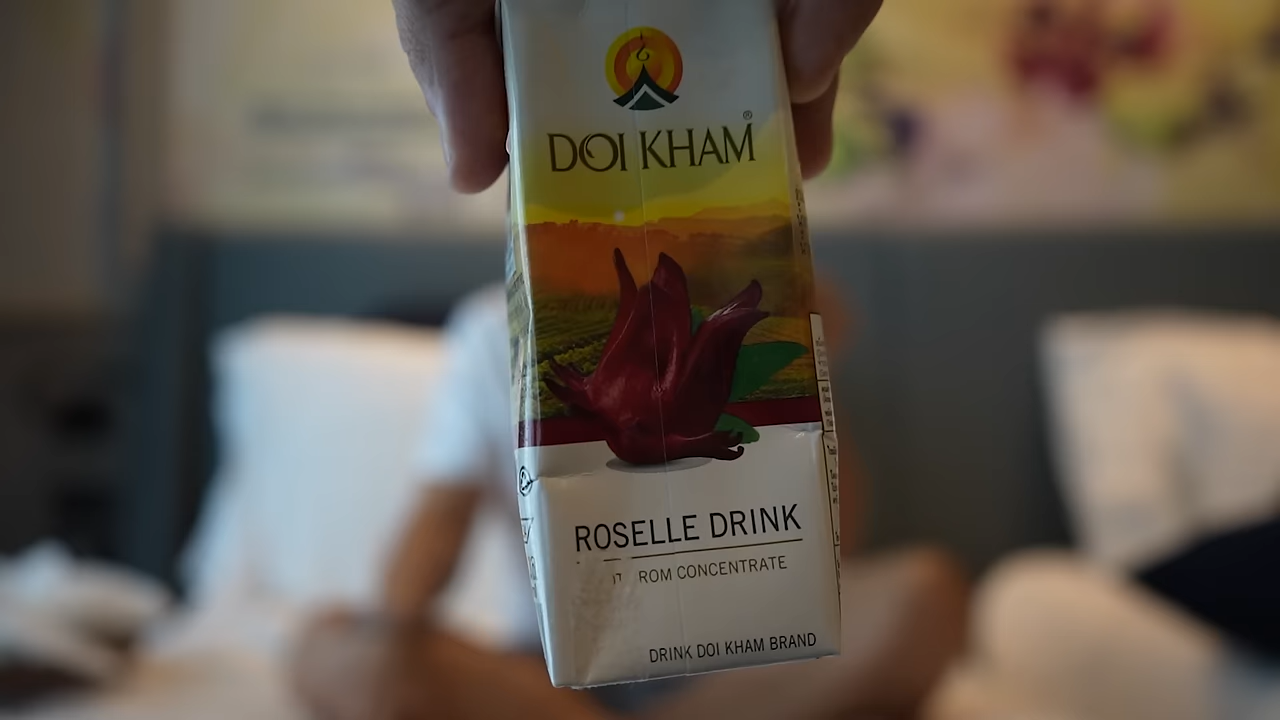 DOI KHAM®
ROSELLE DRINK
ROM CONCENTRATE
DRINK DOI KHAM BRAND